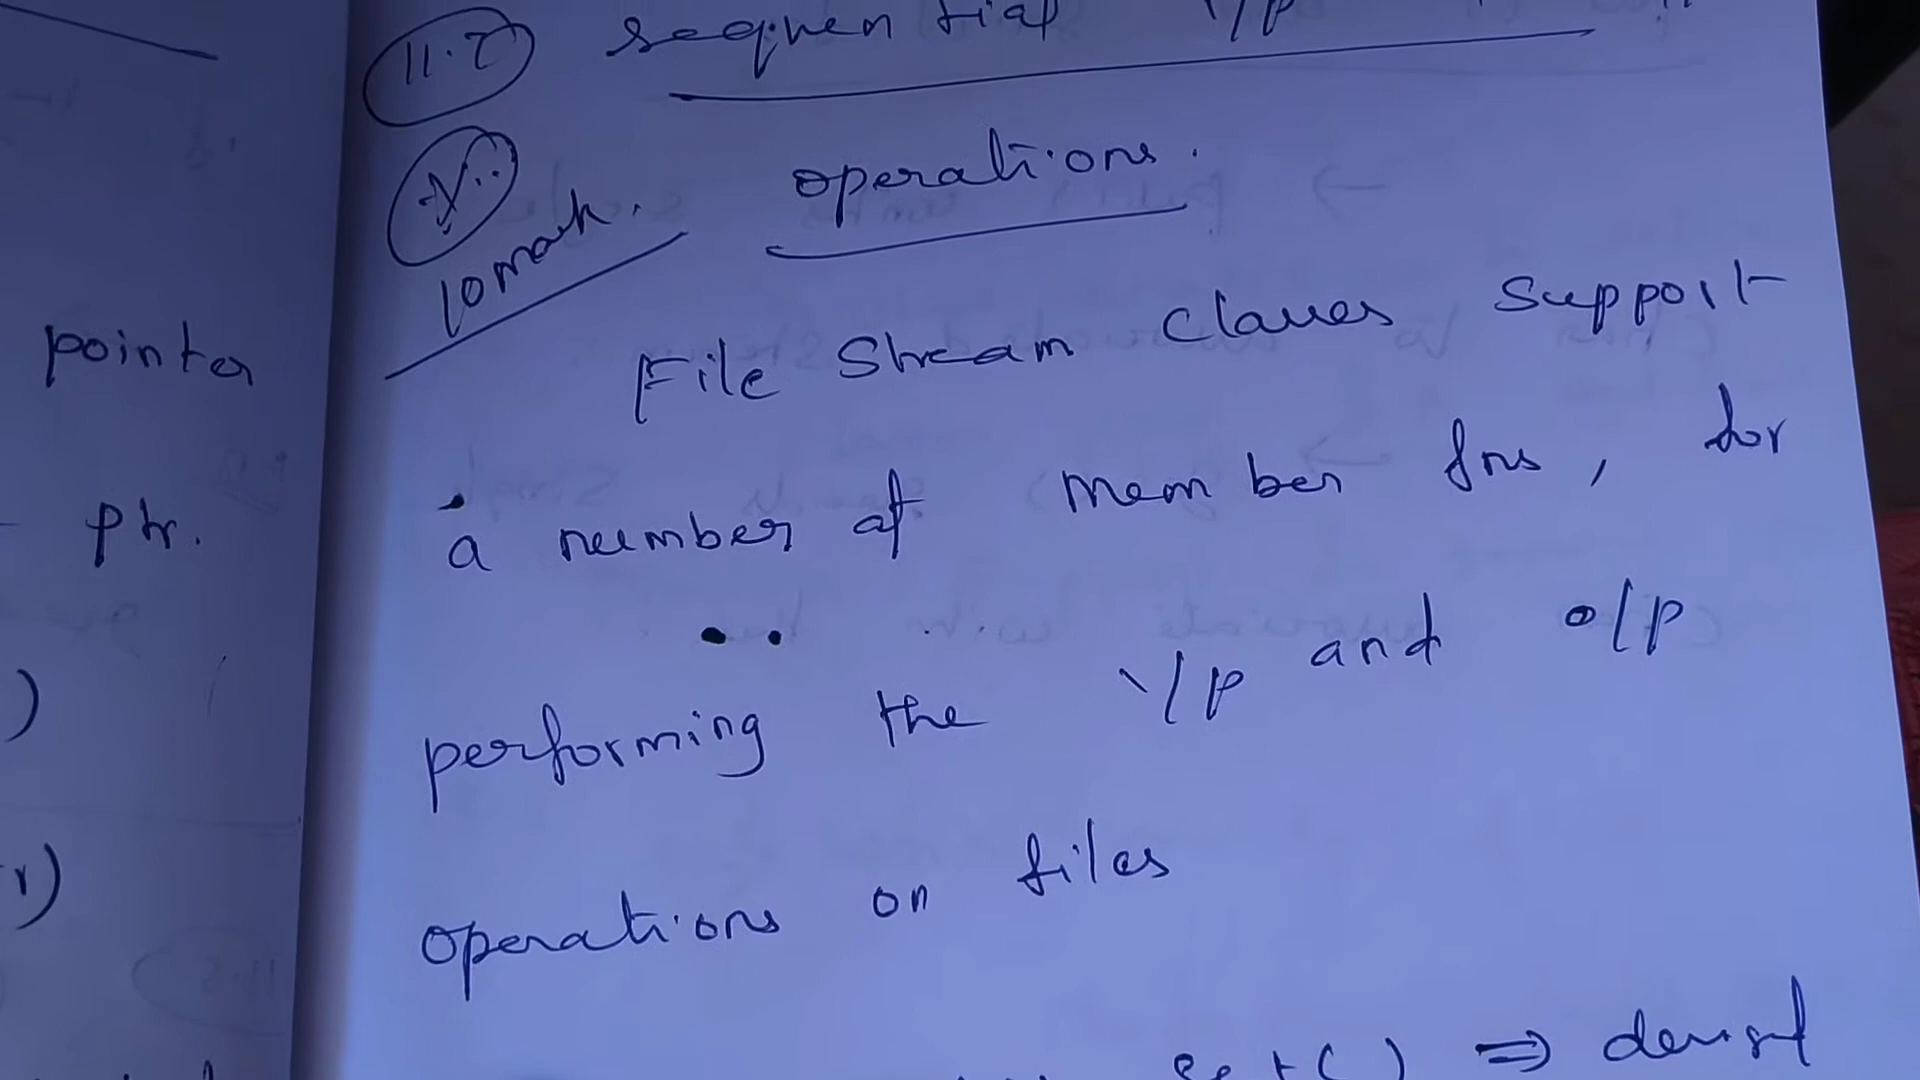 pointer
ptr.
)
r)
11.7 sequential I/P
operations.
10 mark.
File Stream classes support
a number of member fns, for
performing the I/P and O/P
operations on files